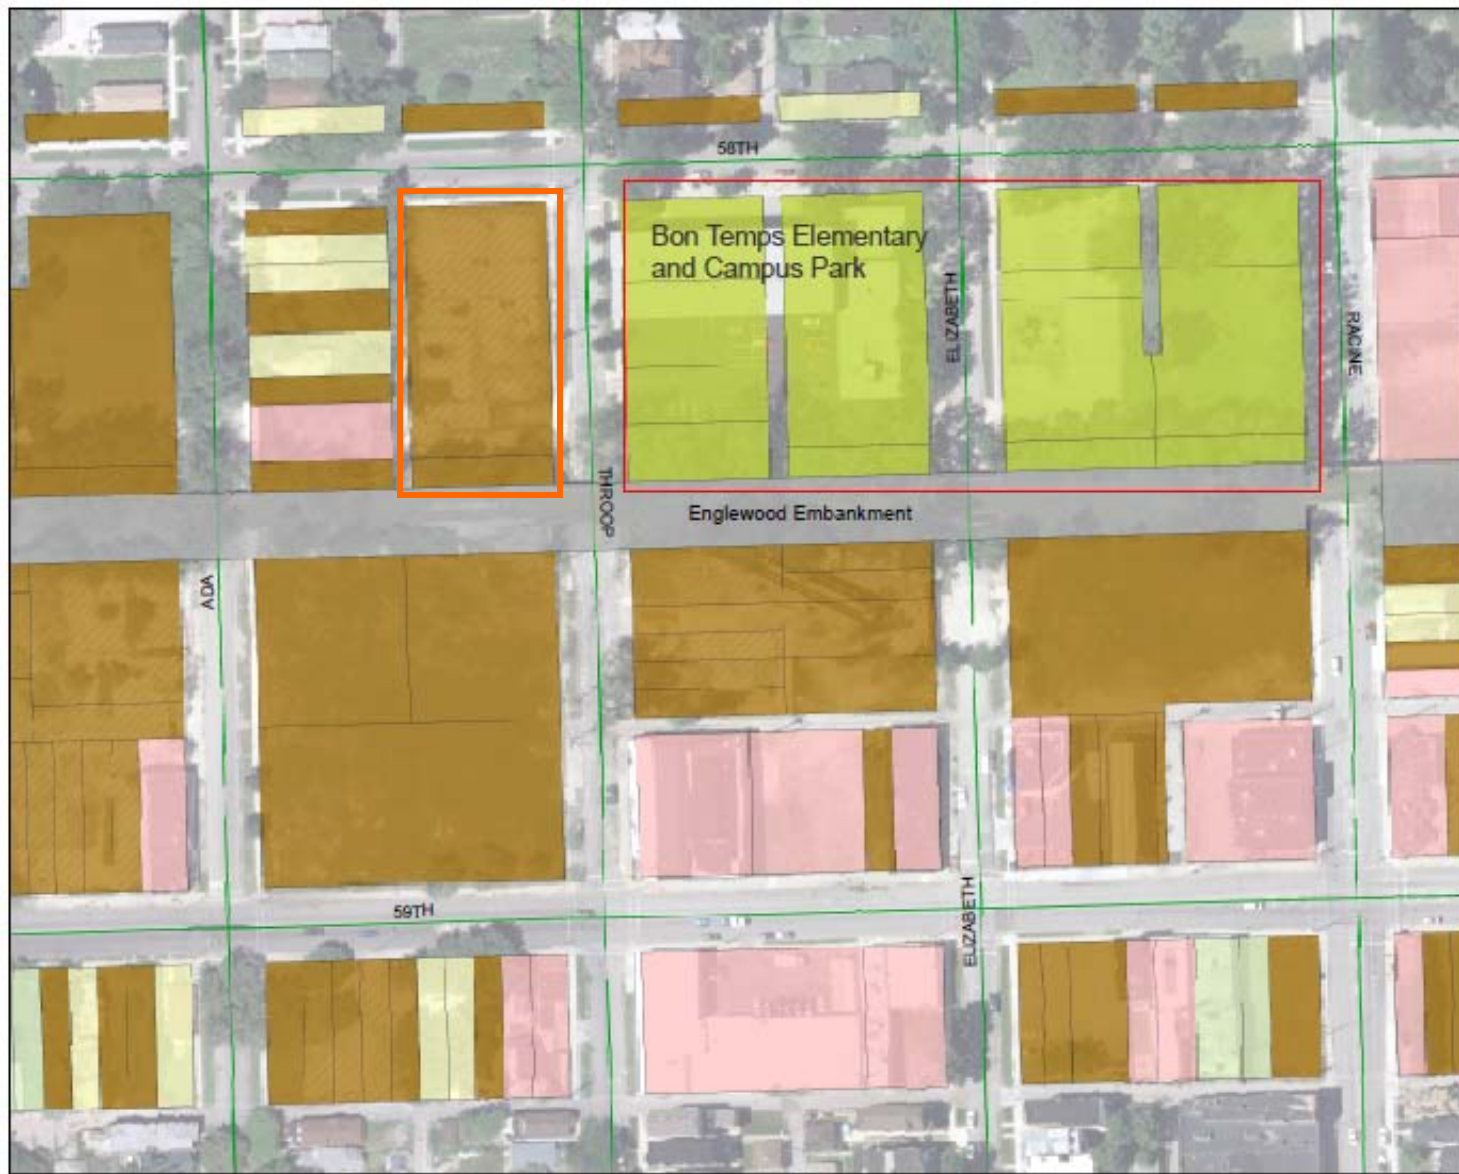 58TH
Bon Temps Elementary
and Campus Park
ELIZABETH
RACINE
THROOP
Englewood Embankment
ADA
59TH
ELIZABETH